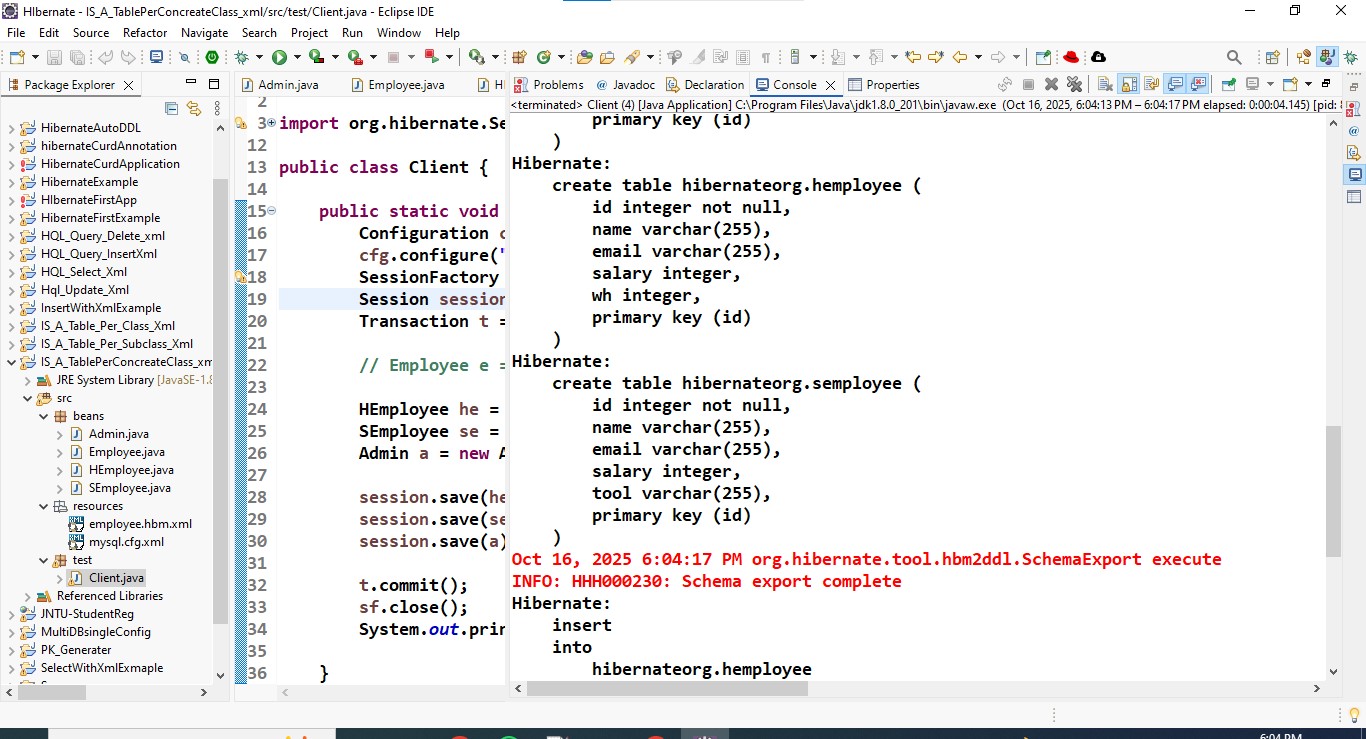 HIbernate - IS_A_TablePerConcreateClass_xml/src/test/Client.java - Eclipse IDE
File Edit Source Refactor Navigate Search Project Run Window Help
Package Explorer
HibernateAutoDDL
hibernateCurdAnnotation
HibernateCurdApplication
HibernateExample
HIbernateFirstApp
HibernateFirstExample
HQL_Query_Delete_xml
HQL_Query_InsertXml
HQL_Select_Xml
Hql_Update_Xml
InsertWithXmlExample
IS_A_Table_Per_Class_Xml
IS_A_Table_Per_Subclass_Xml
IS_A_TablePerConcreateClass_xm
JRE System Library [JavaSE-1.8
src
beans
Admin.java
Employee.java
HEmployee.java
SEmployee.java
resources
employee.hbm.xml
mysql.cfg.xml
test
Client.java
Referenced Libraries
JNTU-StudentReg
MultiDBsingleConfig
PK_Generater
SelectWithXmlExmaple
Admin.java Employee.java H
2
3 import org.hibernate.Se
12
13 public class Client {
14
15 public static void
16 Configuration c
17 cfg.configure("
18 SessionFactory
19 Session session
20 Transaction t =
21
22 // Employee e =
23
24 HEmployee he =
25 SEmployee se =
26 Admin a = new A
27
28 session.save(he
29 session.save(se
30 session.save(a)
31
32 t.commit();
33 sf.close();
34 System.out.prin
35
36 }
Problems Javadoc Declaration Console Properties
<terminated> Client (4) [Java Application] C:\Program Files\Java\jdk1.8.0_201\bin\javaw.exe (Oct 16, 2025, 6:04:13 PM – 6:04:17 PM elapsed: 0:00:04.145) [pid:
primary key (id)
)
Hibernate:
create table hibernateorg.hemployee (
id integer not null,
name varchar(255),
email varchar(255),
salary integer,
wh integer,
primary key (id)
)
Hibernate:
create table hibernateorg.semployee (
id integer not null,
name varchar(255),
email varchar(255),
salary integer,
tool varchar(255),
primary key (id)
)
Oct 16, 2025 6:04:17 PM org.hibernate.tool.hbm2ddl.SchemaExport execute
INFO: HHH000230: Schema export complete
Hibernate:
insert
into
hibernateorg.hemployee
6:04 PM